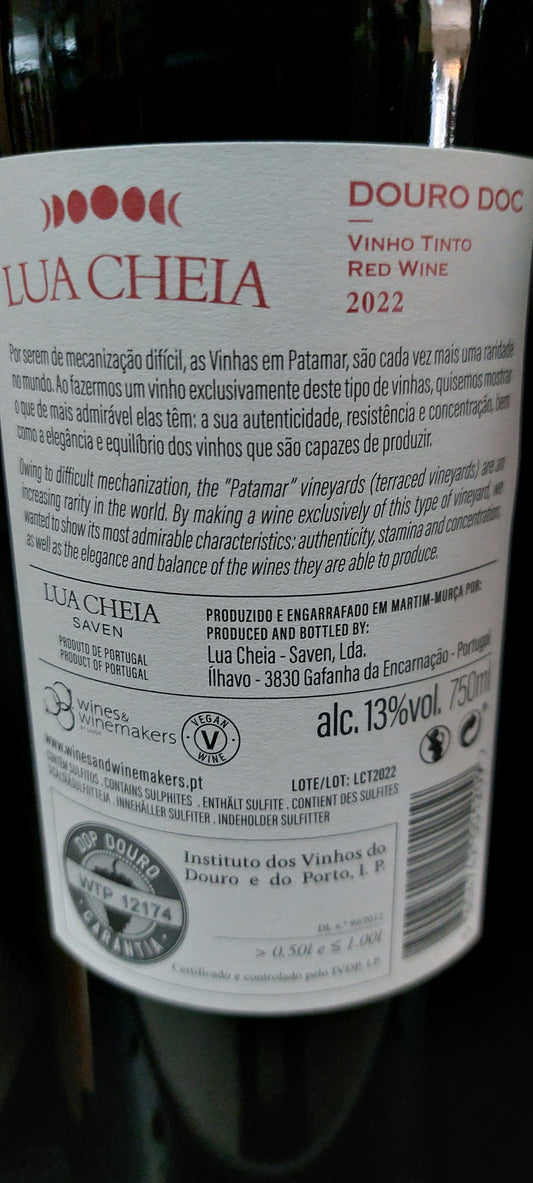 LUA CHEIA
DOURO DOC
VINHO TINTO
RED WINE
2022
Por serem de mecanização difícil, as Vinhas em Patamar, são cada vez mais uma raridade
no mundo. Ao fazermos um vinho exclusivamente deste tipo de vinhas, quisemos mostrar
o que de mais admirável elas têm: a sua autenticidade, resistência e concentração, bem
como a elegância e equilíbrio dos vinhos que são capazes de produzir.
Owing to difficult mechanization, the "Patamar" vineyards (terraced vineyards) are an
increasing rarity in the world. By making a wine exclusively of this type of vineyard, we
wanted to show its most admirable characteristics: authenticity, stamina and concentration,
as well as the elegance and balance of the wines they are able to produce.
LUA CHEIA
SAVEN
PRODUTO DE PORTUGAL
PRODUCT OF PORTUGAL
PRODUZIDO E ENGARRAFADO EM MARTIM-MURÇA POR:
PRODUCED AND BOTTLED BY:
Lua Cheia - Saven, Lda.
Ílhavo - 3830 Gafanha da Encarnação - Portugal
wines&
winemakers
VEGAN
V
WINE
alc. 13%vol. 750ml
www.winesandwinemakers.pt
LOTE/LOT: LCT2022
CONTÉM SULFITOS . CONTAINS SULPHITES . ENTHÄLT SULFITE . CONTIENT DES SULFITES
SISÄLTÄÄ SULFIITTEJA . INNEHÅLLER SULFITER . INDEHOLDER SULFITTER
DOP DOURO
WTP 12174
GARANTIA
Instituto dos Vinhos do
Douro e do Porto, I. P.
DL n.º 96/2012
> 0.50l e ≤ 1.00l
Certificado e controlado pelo IVDP, I.P.